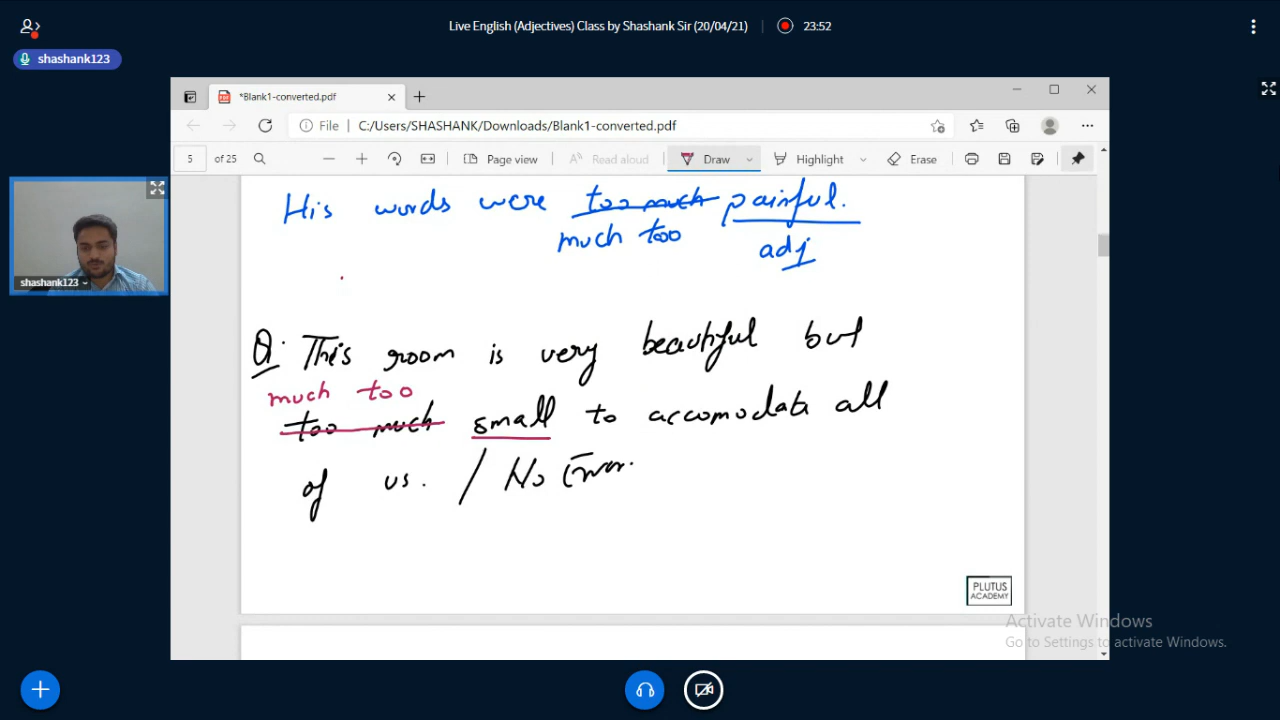 Live English (Adjectives) Class by Shashank Sir (20/04/21) 23:52
shashank123
*Blank1-converted.pdf
File C:/Users/SHASHANK/Downloads/Blank1-converted.pdf
5 of 25 Page view Read aloud Draw Highlight Erase
His words were too much painful.
much too adj
shashank123
Q. This room is very beautiful but
much too
too much small to accomodate all
of us. / No Error.
PLUTUS
ACADEMY
Activate Windows
Go to Settings to activate Windows.